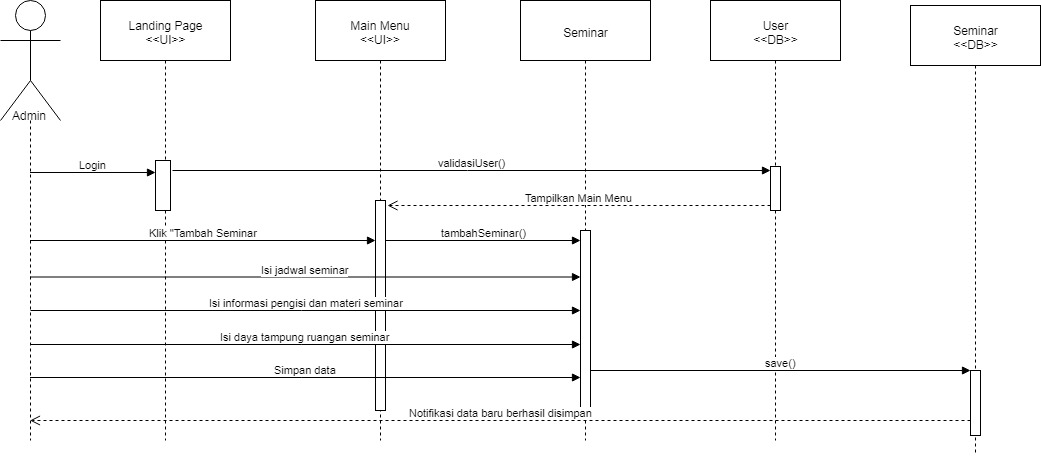 Landing Page
<<UI>>
Main Menu
<<UI>>
Seminar
User
<<DB>>
Seminar
<<DB>>
Admin
Login
validasiUser()
Tampilkan Main Menu
Klik "Tambah Seminar
tambahSeminar()
Isi jadwal seminar
Isi informasi pengisi dan materi seminar
Isi daya tampung ruangan seminar
Simpan data
save()
Notifikasi data baru berhasil disimpan